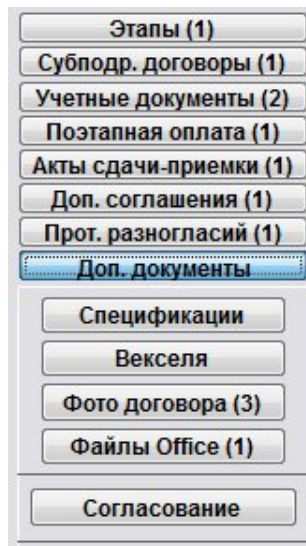 Этапы (1)
Субподр. договоры (1)
Учетные документы (2)
Поэтапная оплата (1)
Акты сдачи-приемки (1)
Доп. соглашения (1)
Прот. разногласий (1)
Доп. документы
Спецификации
Векселя
Фото договора (3)
Файлы Office (1)
Согласование